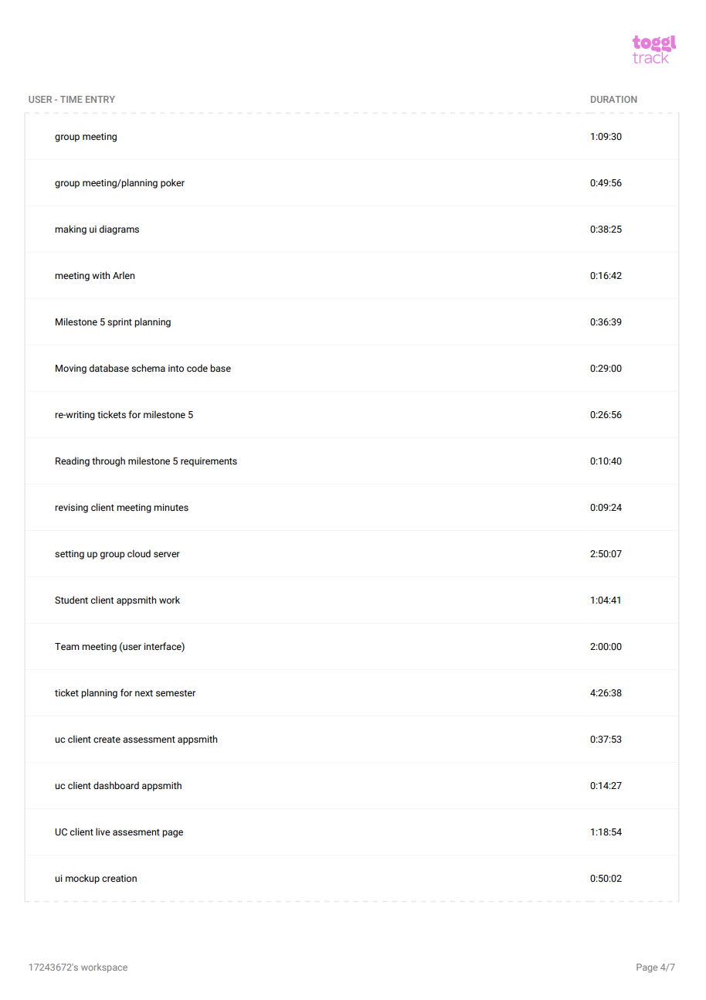 toggl
track
USER - TIME ENTRY DURATION
group meeting 1:09:30
group meeting/planning poker 0:49:56
making ui diagrams 0:38:25
meeting with Arlen 0:16:42
Milestone 5 sprint planning 0:36:39
Moving database schema into code base 0:29:00
re-writing tickets for milestone 5 0:26:56
Reading through milestone 5 requirements 0:10:40
revising client meeting minutes 0:09:24
setting up group cloud server 2:50:07
Student client appsmith work 1:04:41
Team meeting (user interface) 2:00:00
ticket planning for next semester 4:26:38
uc client create assessment appsmith 0:37:53
uc client dashboard appsmith 0:14:27
UC client live assesment page 1:18:54
ui mockup creation 0:50:02
17243672's workspace Page 4/7